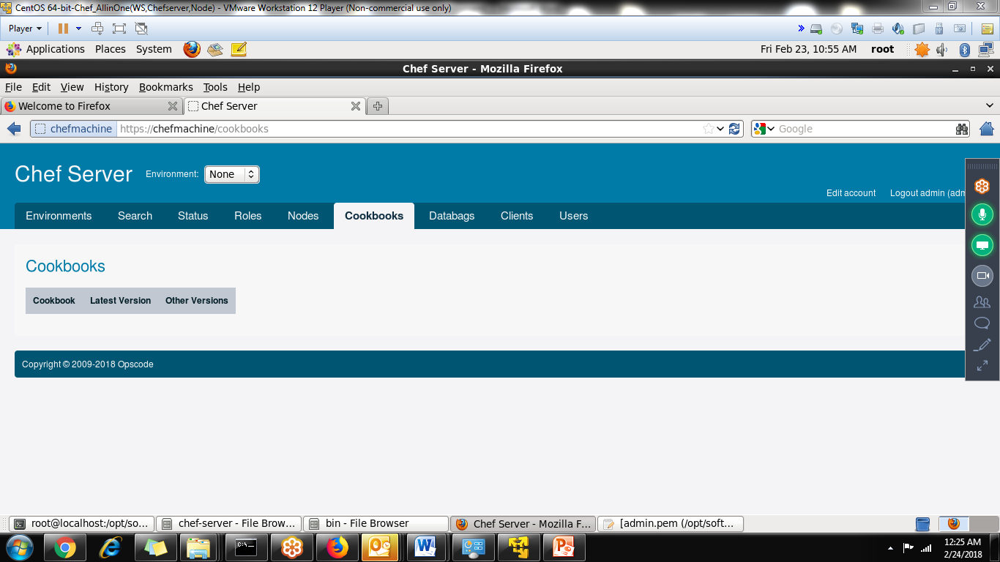 CentOS 64-bit-Chef_AllinOne(WS,Chefserver,Node) - VMware Workstation 12 Player (Non-commercial use only)
Player
Applications Places System Fri Feb 23, 10:55 AM root
Chef Server - Mozilla Firefox
File Edit View History Bookmarks Tools Help
Welcome to Firefox Chef Server
chefmachine https://chefmachine/cookbooks Google
Chef Server Environment: None
Edit account Logout admin (adm
Environments Search Status Roles Nodes Cookbooks Databags Clients Users
Cookbooks
Cookbook Latest Version Other Versions
Copyright © 2009-2018 Opscode
root@localhost:/opt/so... chef-server - File Brow... bin - File Browser Chef Server - Mozilla F... [admin.pem (/opt/soft...
12:25 AM
2/24/2018